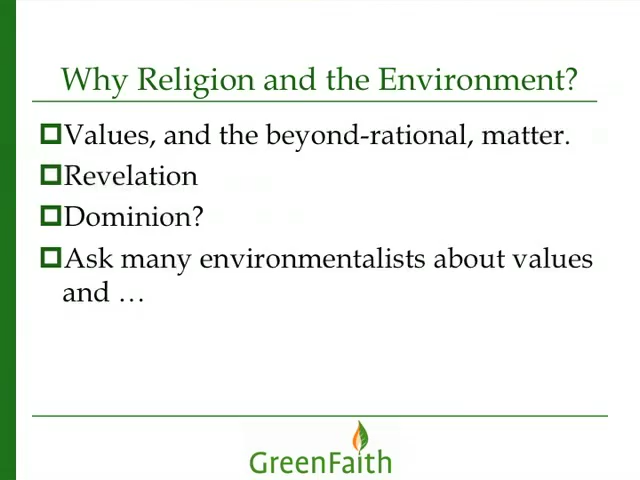 Why Religion and the Environment?
Values, and the beyond-rational, matter.
Revelation
Dominion?
Ask many environmentalists about values
and …
GreenFaith